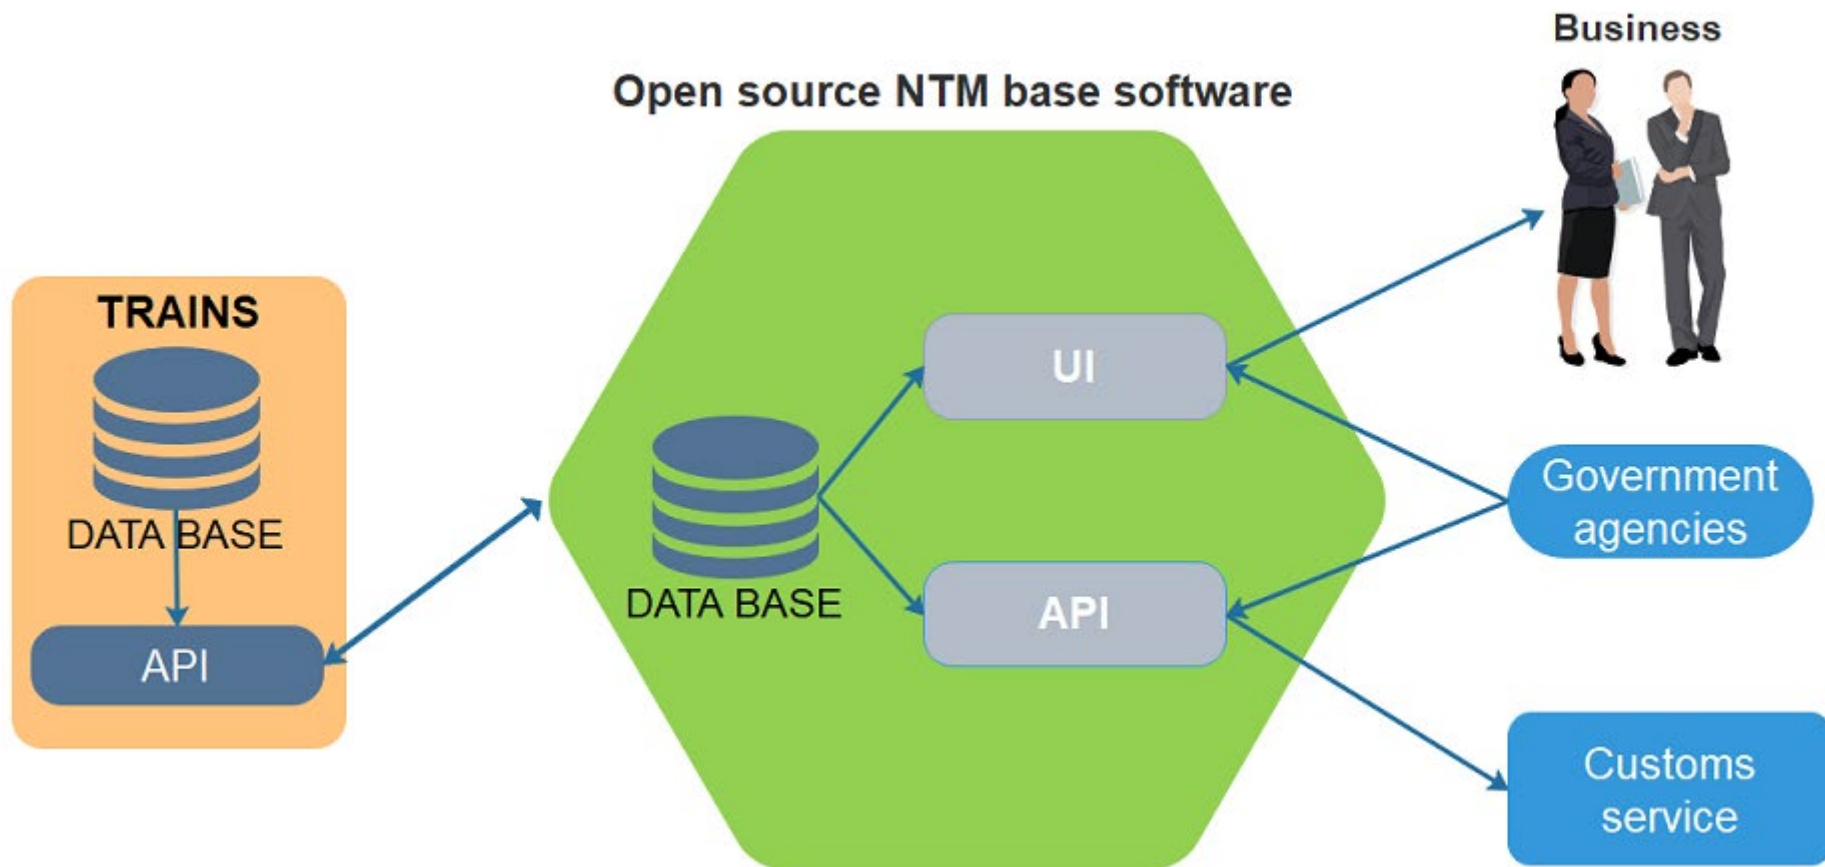 Business
Open source NTM base software
TRAINS
DATA BASE
API
DATA BASE
UI
API
Government
agencies
Customs
service